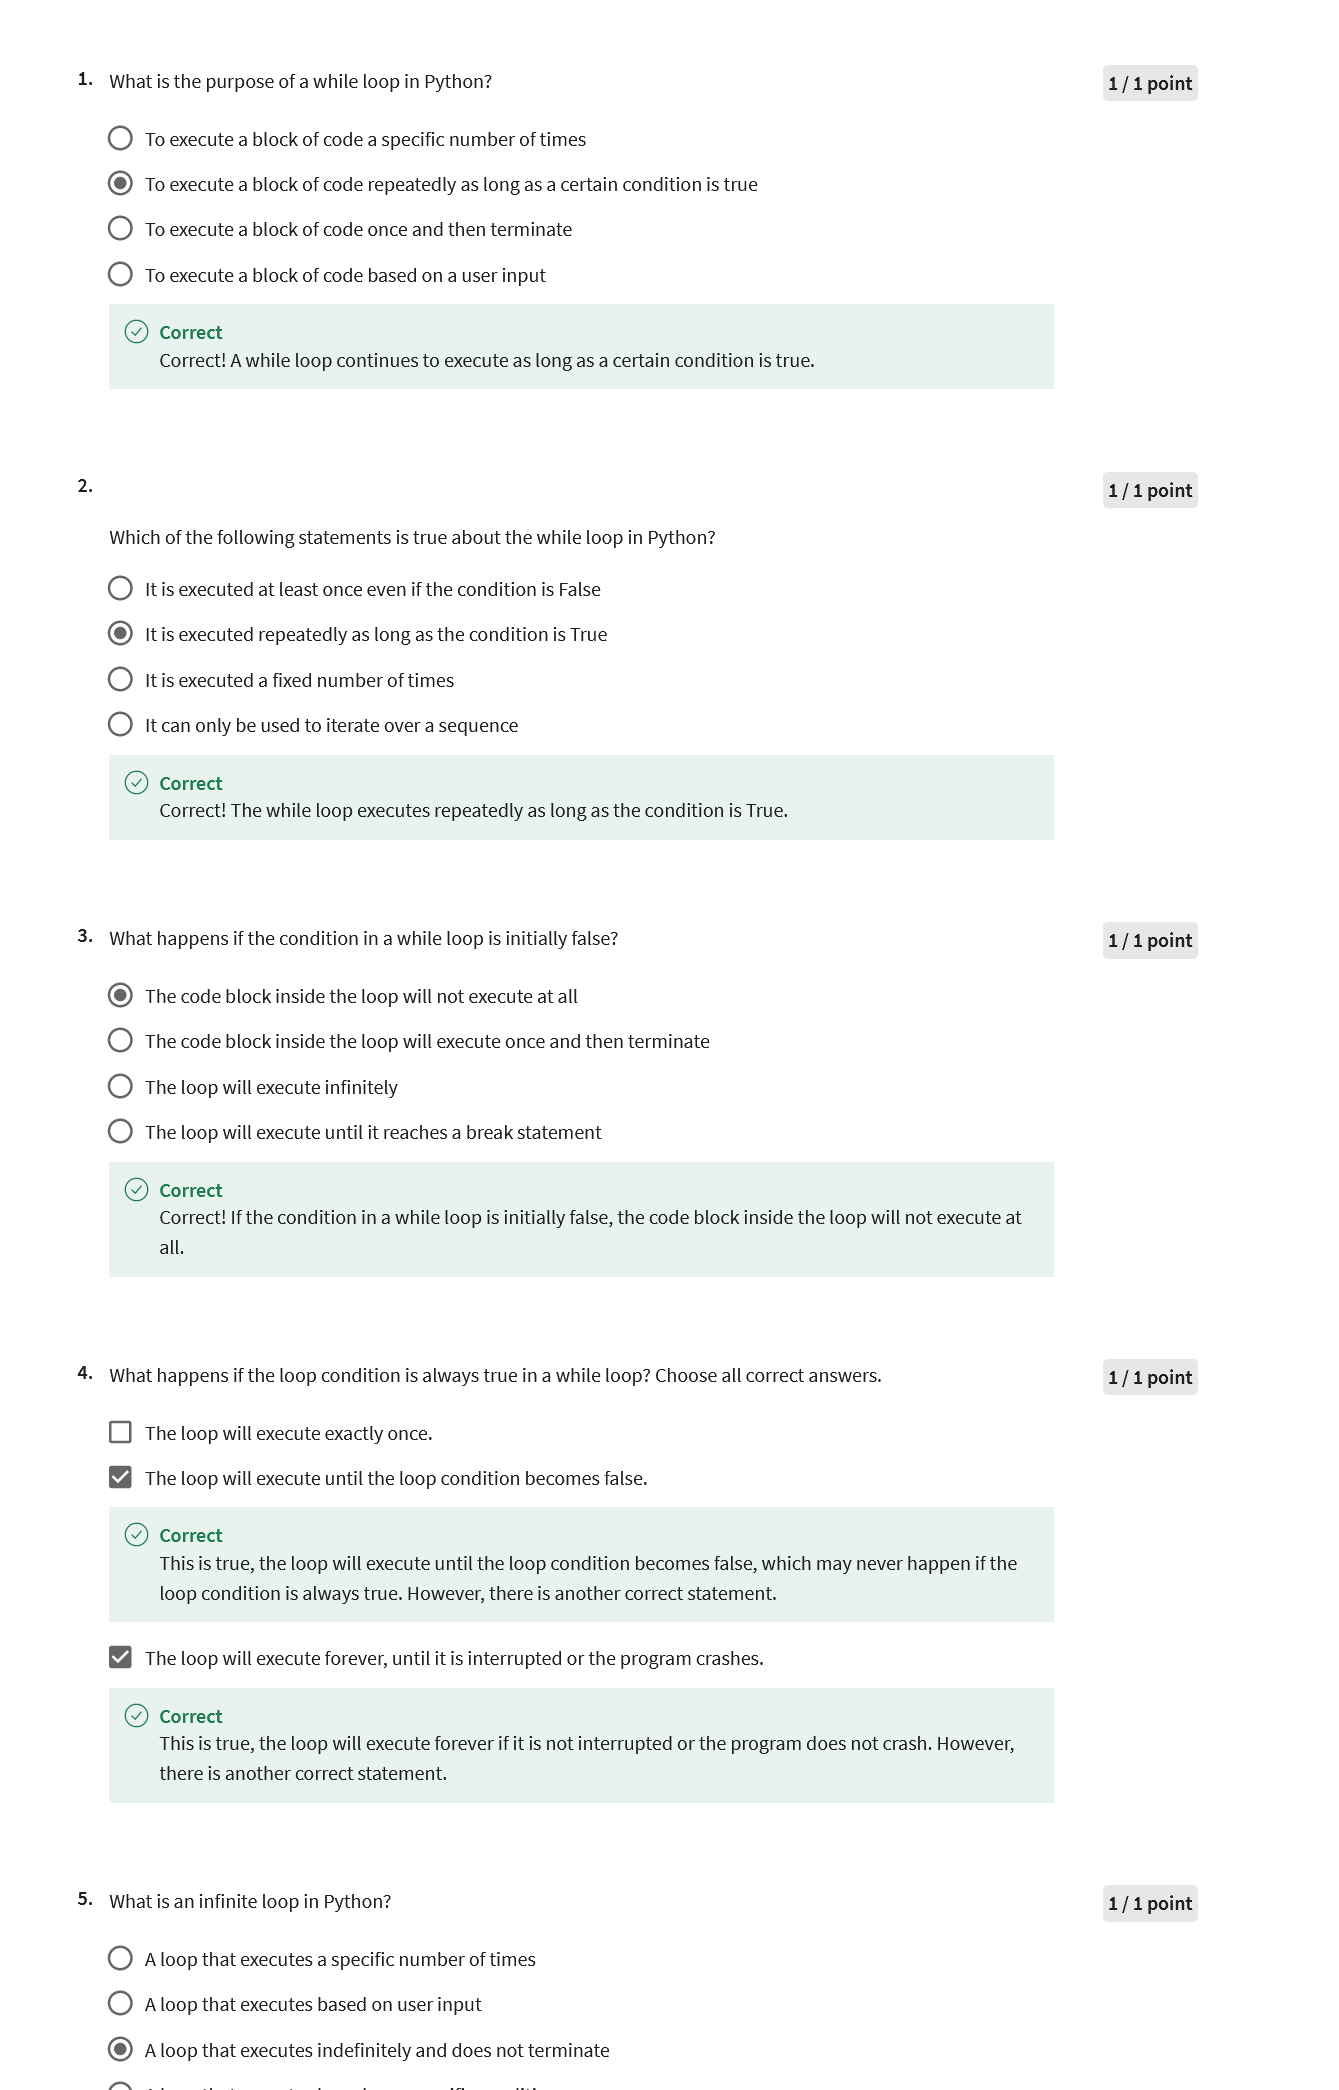 1. What is the purpose of a while loop in Python?
1 / 1 point
To execute a block of code a specific number of times
To execute a block of code repeatedly as long as a certain condition is true
To execute a block of code once and then terminate
To execute a block of code based on a user input
Correct
Correct! A while loop continues to execute as long as a certain condition is true.
2.
1 / 1 point
Which of the following statements is true about the while loop in Python?
It is executed at least once even if the condition is False
It is executed repeatedly as long as the condition is True
It is executed a fixed number of times
It can only be used to iterate over a sequence
Correct
Correct! The while loop executes repeatedly as long as the condition is True.
3. What happens if the condition in a while loop is initially false?
1 / 1 point
The code block inside the loop will not execute at all
The code block inside the loop will execute once and then terminate
The loop will execute infinitely
The loop will execute until it reaches a break statement
Correct
Correct! If the condition in a while loop is initially false, the code block inside the loop will not execute at
all.
4. What happens if the loop condition is always true in a while loop? Choose all correct answers.
1 / 1 point
The loop will execute exactly once.
The loop will execute until the loop condition becomes false.
Correct
This is true, the loop will execute until the loop condition becomes false, which may never happen if the
loop condition is always true. However, there is another correct statement.
The loop will execute forever, until it is interrupted or the program crashes.
Correct
This is true, the loop will execute forever if it is not interrupted or the program does not crash. However,
there is another correct statement.
5. What is an infinite loop in Python?
1 / 1 point
A loop that executes a specific number of times
A loop that executes based on user input
A loop that executes indefinitely and does not terminate